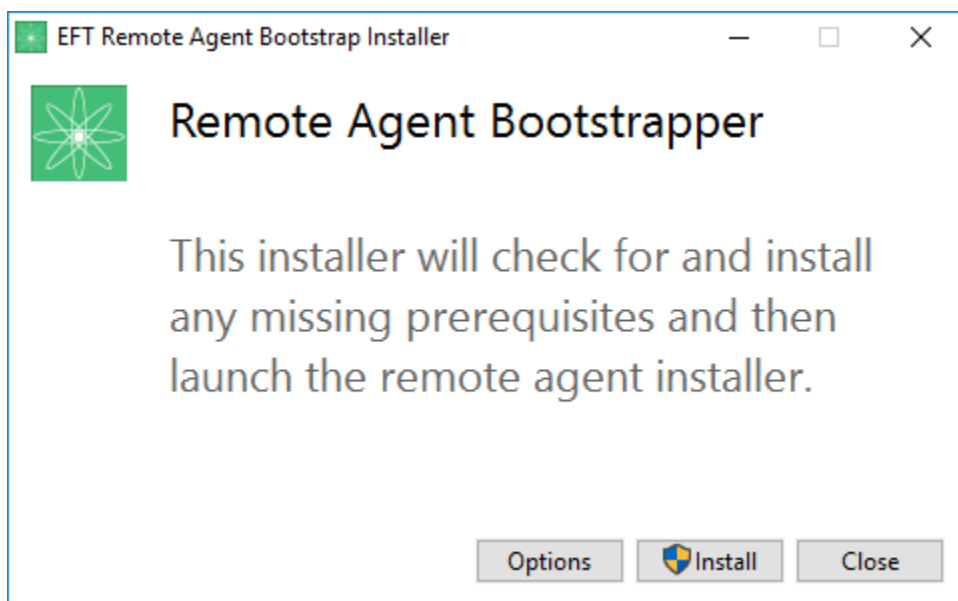 EFT Remote Agent Bootstrap Installer
Remote Agent Bootstrapper
This installer will check for and install
any missing prerequisites and then
launch the remote agent installer.
Options Install Close